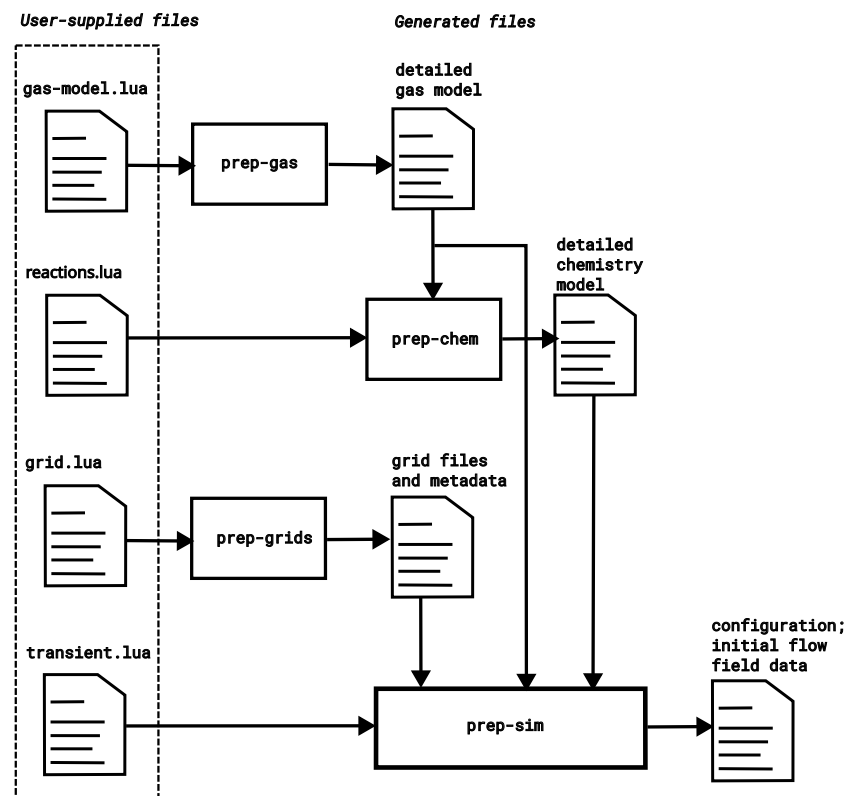 User-supplied files
Generated files
gas-model.lua
detailed
gas model
prep-gas
reactions.lua
detailed
chemistry
model
prep-chem
grid.lua
grid files
and metadata
prep-grids
transient.lua
configuration;
initial flow
field data
prep-sim